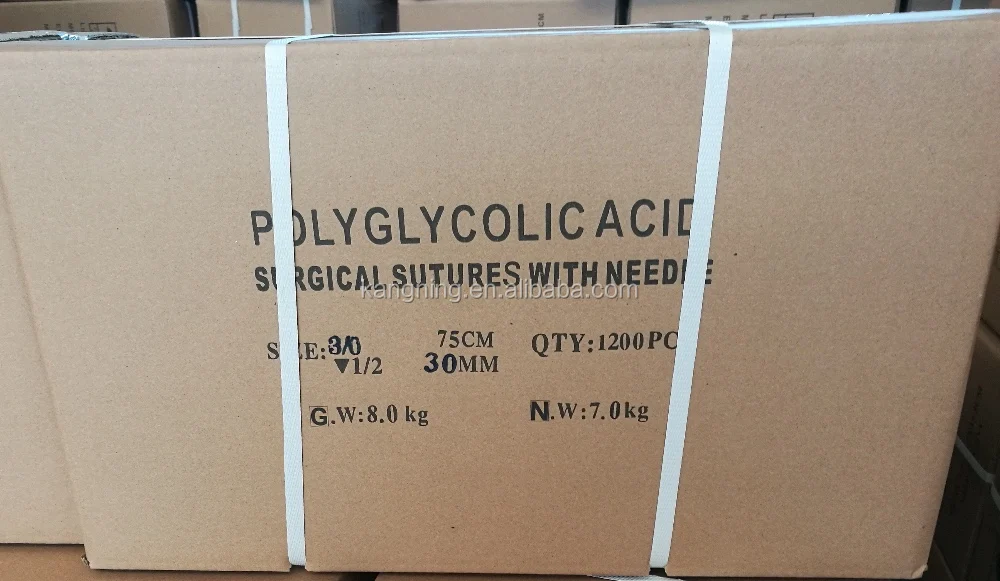 POLYGLYCOLIC ACID
SURGICAL SUTURES WITH NEEDLE
kangning.en.alibaba.com
SIZE:3/0 75CM QTY:1200PC
▼1/2 30MM
G.W:8.0 kg N.W:7.0kg